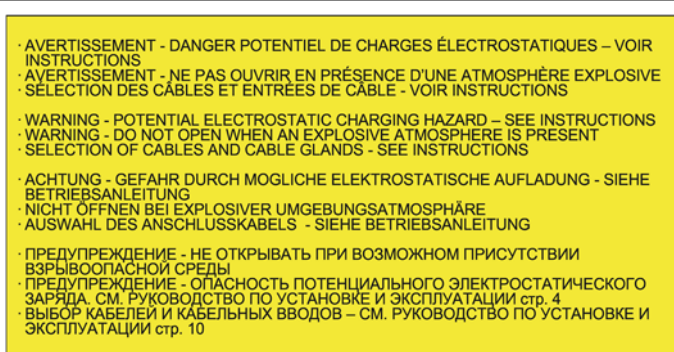 · AVERTISSEMENT - DANGER POTENTIEL DE CHARGES ÉLECTROSTATIQUES – VOIR
INSTRUCTIONS
· AVERTISSEMENT - NE PAS OUVRIR EN PRÉSENCE D'UNE ATMOSPHÈRE EXPLOSIVE
· SÉLECTION DES CÂBLES ET ENTRÉES DE CÂBLE - VOIR INSTRUCTIONS
· WARNING - POTENTIAL ELECTROSTATIC CHARGING HAZARD – SEE INSTRUCTIONS
· WARNING - DO NOT OPEN WHEN AN EXPLOSIVE ATMOSPHERE IS PRESENT
· SELECTION OF CABLES AND CABLE GLANDS - SEE INSTRUCTIONS
· ACHTUNG - GEFAHR DURCH MOGLICHE ELEKTROSTATISCHE AUFLADUNG - SIEHE
BETRIEBSANLEITUNG
· NICHT ÖFFNEN BEI EXPLOSIVER UMGEBUNGSATMOSPHÄRE
· AUSWAHL DES ANSCHLUSSKABELS - SIEHE BETRIEBSANLEITUNG
· ПРЕДУПРЕЖДЕНИЕ - НЕ ОТКРЫВАТЬ ПРИ ВОЗМОЖНОМ ПРИСУТСТВИИ
ВЗРЫВООПАСНОЙ СРЕДЫ
· ПРЕДУПРЕЖДЕНИЕ - ОПАСНОСТЬ ПОТЕНЦИАЛЬНОГО ЭЛЕКТРОСТАТИЧЕСКОГО
ЗАРЯДА. СМ. РУКОВОДСТВО ПО УСТАНОВКЕ И ЭКСПЛУАТАЦИИ стр. 4
· ВЫБОР КАБЕЛЕЙ И КАБЕЛЬНЫХ ВВОДОВ – СМ. РУКОВОДСТВО ПО УСТАНОВКЕ И
ЭКСПЛУАТАЦИИ стр. 10